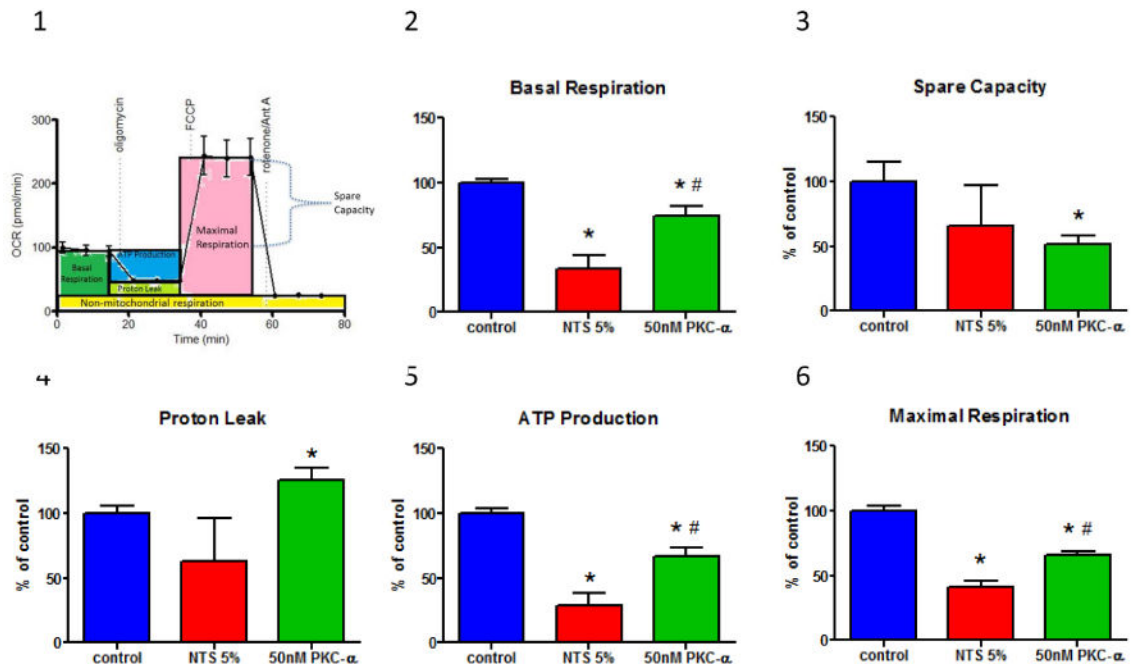 1
300
200
100
0
OCR (pmol/min)
oligomycin
FCCP
rotenone/Ant A
Basal
Respiration
ATP Production
Proton Leak
Maximal
Respiration
Non-mitochondrial respiration
Spare
Capacity
0 20 40 60 80
Time (min)
2
Basal Respiration
% of control
150
100
50
0
*
* #
control NTS 5% 50nM PKC-α.
3
Spare Capacity
% of control
150
100
50
0
*
control NTS 5% 50nM PKC-α.
4
Proton Leak
% of control
150
100
50
0
*
control NTS 5% 50nM PKC-α.
5
ATP Production
% of control
150
100
50
0
*
* #
control NTS 5% 50nM PKC-α.
6
Maximal Respiration
% of control
150
100
50
0
*
* #
control NTS 5% 50nM PKC-α.